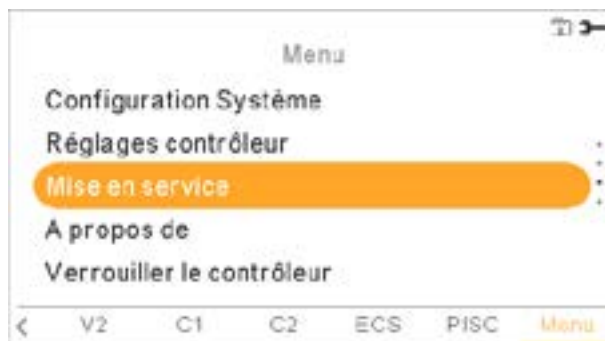 Menu
Configuration Système
Réglages contrôleur
Mise en service
A propos de
Verrouiller le contrôleur
< V2 C1 C2 ECS PISC Menu